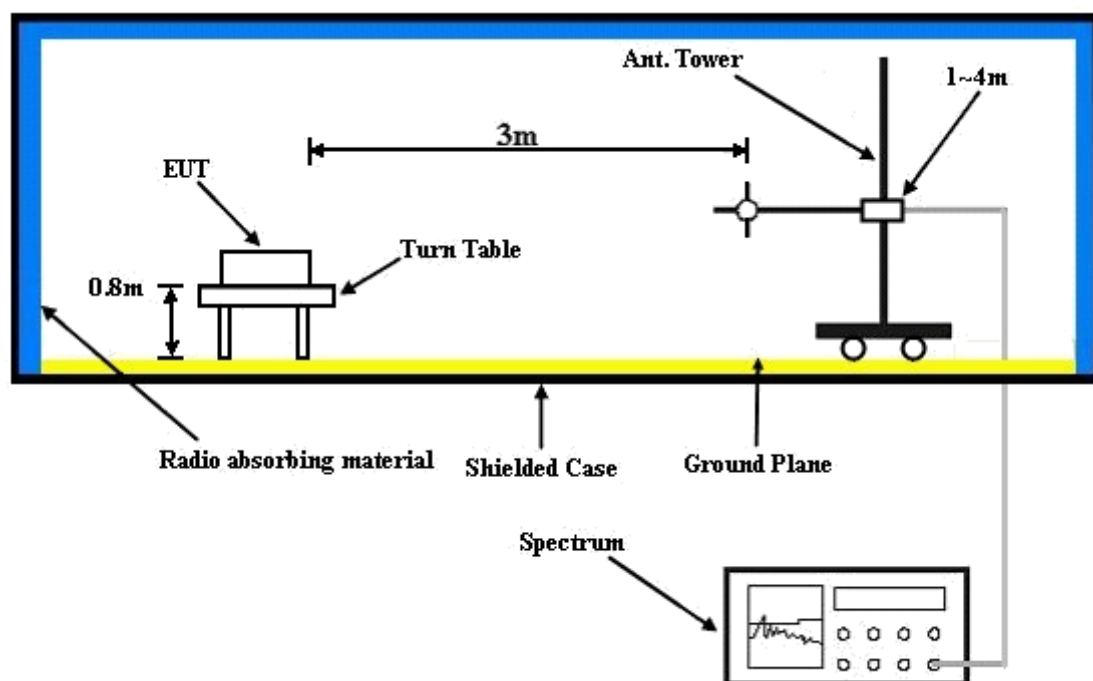 Ant. Tower
1~4m
3m
EUT
Turn Table
0.8m
Radio absorbing material
Shielded Case
Ground Plane
Spectrum